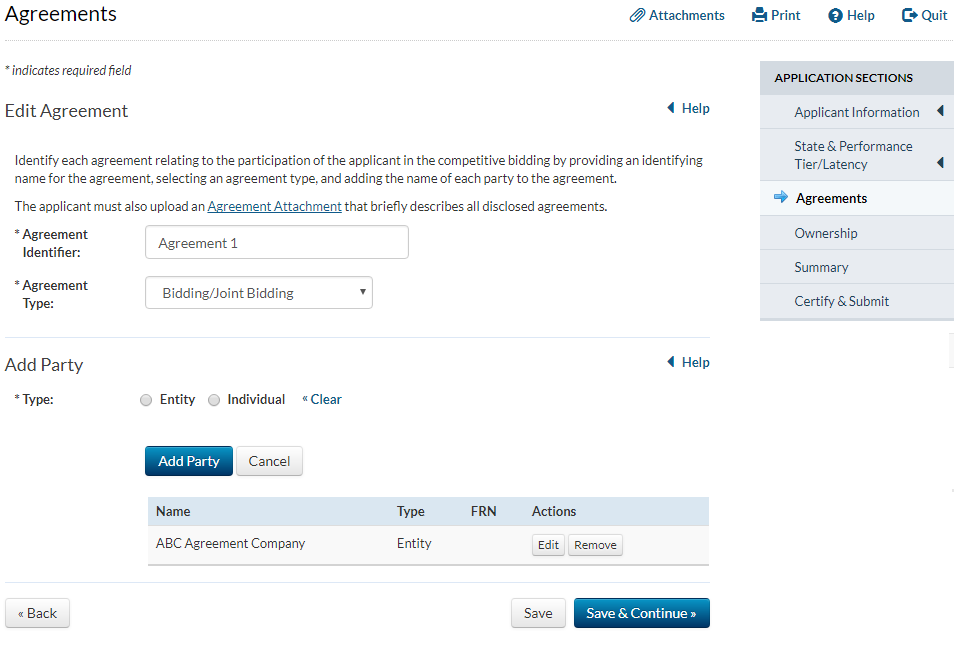 Agreements
Attachments Print Help Quit
* indicates required field
Edit Agreement
Help
Identify each agreement relating to the participation of the applicant in the competitive bidding by providing an identifying
name for the agreement, selecting an agreement type, and adding the name of each party to the agreement.
The applicant must also upload an Agreement Attachment that briefly describes all disclosed agreements.
* Agreement
Identifier:
Agreement 1
* Agreement
Type:
Bidding/Joint Bidding
Add Party
Help
* Type:
Entity Individual « Clear
Add Party Cancel
Name Type FRN Actions
ABC Agreement Company Entity Edit Remove
« Back Save Save & Continue »
APPLICATION SECTIONS
Applicant Information
State & Performance
Tier/Latency
Agreements
Ownership
Summary
Certify & Submit